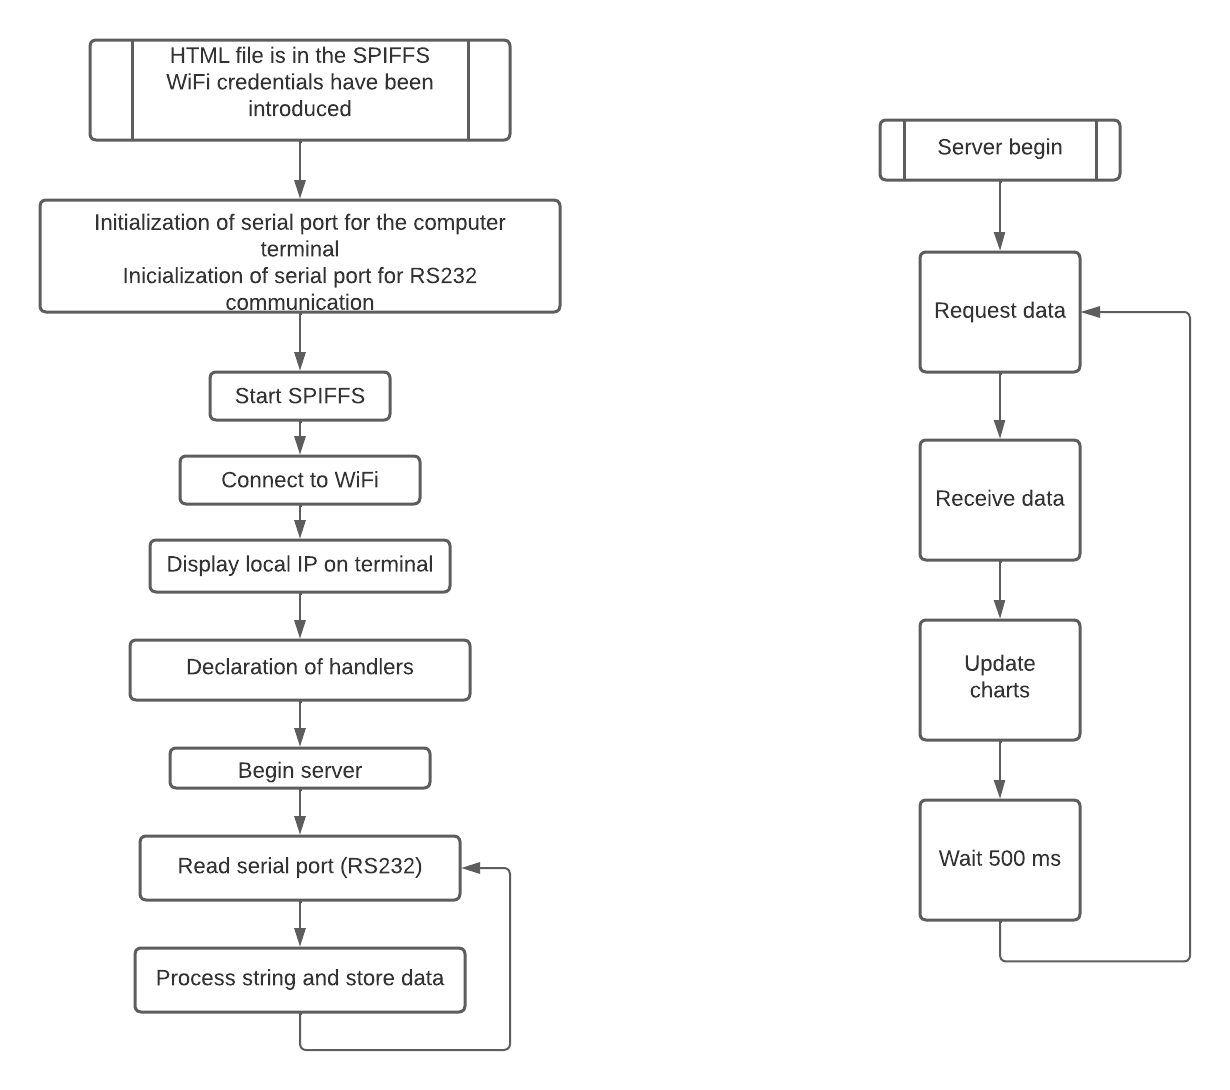 HTML file is in the SPIFFS
WiFi credentials have been
introduced
Initialization of serial port for the computer
terminal
Inicialization of serial port for RS232
communication
Start SPIFFS
Connect to WiFi
Display local IP on terminal
Declaration of handlers
Begin server
Read serial port (RS232)
Process string and store data
Server begin
Request data
Receive data
Update
charts
Wait 500 ms